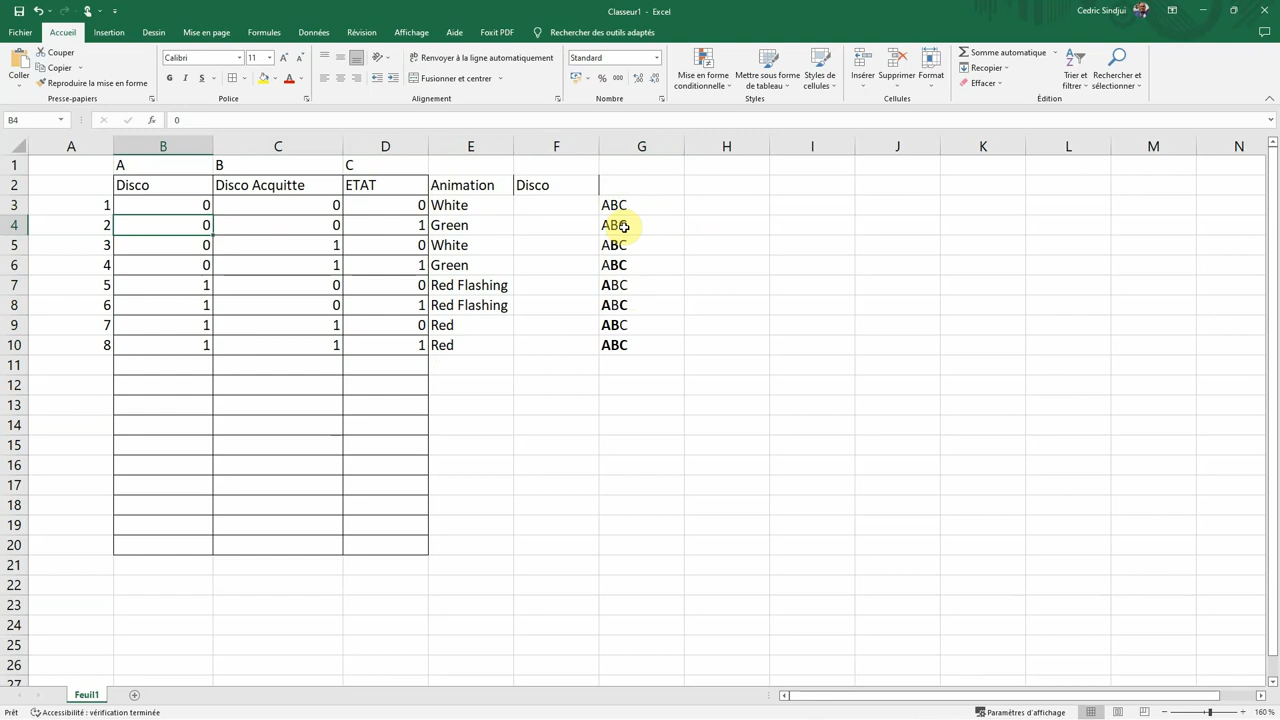 Classeur1 - Excel
Cedric Sindjui
Fichier Accueil Insertion Dessin Mise en page Formules Données Révision Affichage Aide Foxit PDF Rechercher des outils adaptés
Coller
Couper
Copier
Reproduire la mise en forme
Presse-papiers
Calibri 11
G I S
Police
Renvoyer à la ligne automatiquement
Fusionner et centrer
Alignement
Standard
% 000
Nombre
Mise en forme conditionnelle
Mettre sous forme de tableau
Styles de cellules
Styles
Insérer Supprimer Format
Cellules
Somme automatique
Recopier
Effacer
Trier et filtrer
Rechercher et sélectionner
Édition
B4 fx 0
A B C D E F G H I J K L M N
1 A B C
2 Disco Disco Acquitte ETAT Animation Disco
3 1 0 0 0 White ABC
4 2 0 0 1 Green ABC
5 3 0 1 0 White ABC
6 4 0 1 1 Green ABC
7 5 1 0 0 Red Flashing ABC
8 6 1 0 1 Red Flashing ABC
9 7 1 1 0 Red ABC
10 8 1 1 1 Red ABC
11
12
13
14
15
16
17
18
19
20
21
22
23
24
25
26
27
Feuil1
Prêt Accessibilité : vérification terminée Paramètres d'affichage 160 %